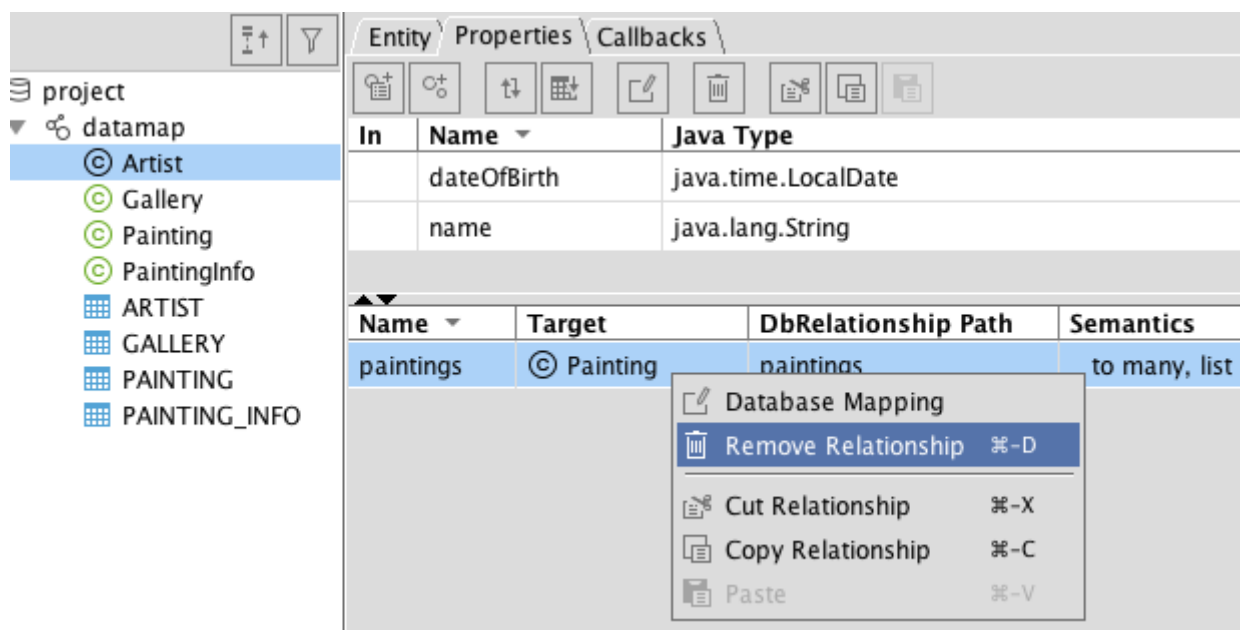 Entity Properties Callbacks
project
datamap
Artist
Gallery
Painting
PaintingInfo
ARTIST
GALLERY
PAINTING
PAINTING_INFO
In Name Java Type
dateOfBirth java.time.LocalDate
name java.lang.String
Name Target DbRelationship Path Semantics
paintings Painting paintings to many, list
Database Mapping
Remove Relationship ⌘-D
Cut Relationship ⌘-X
Copy Relationship ⌘-C
Paste ⌘-V